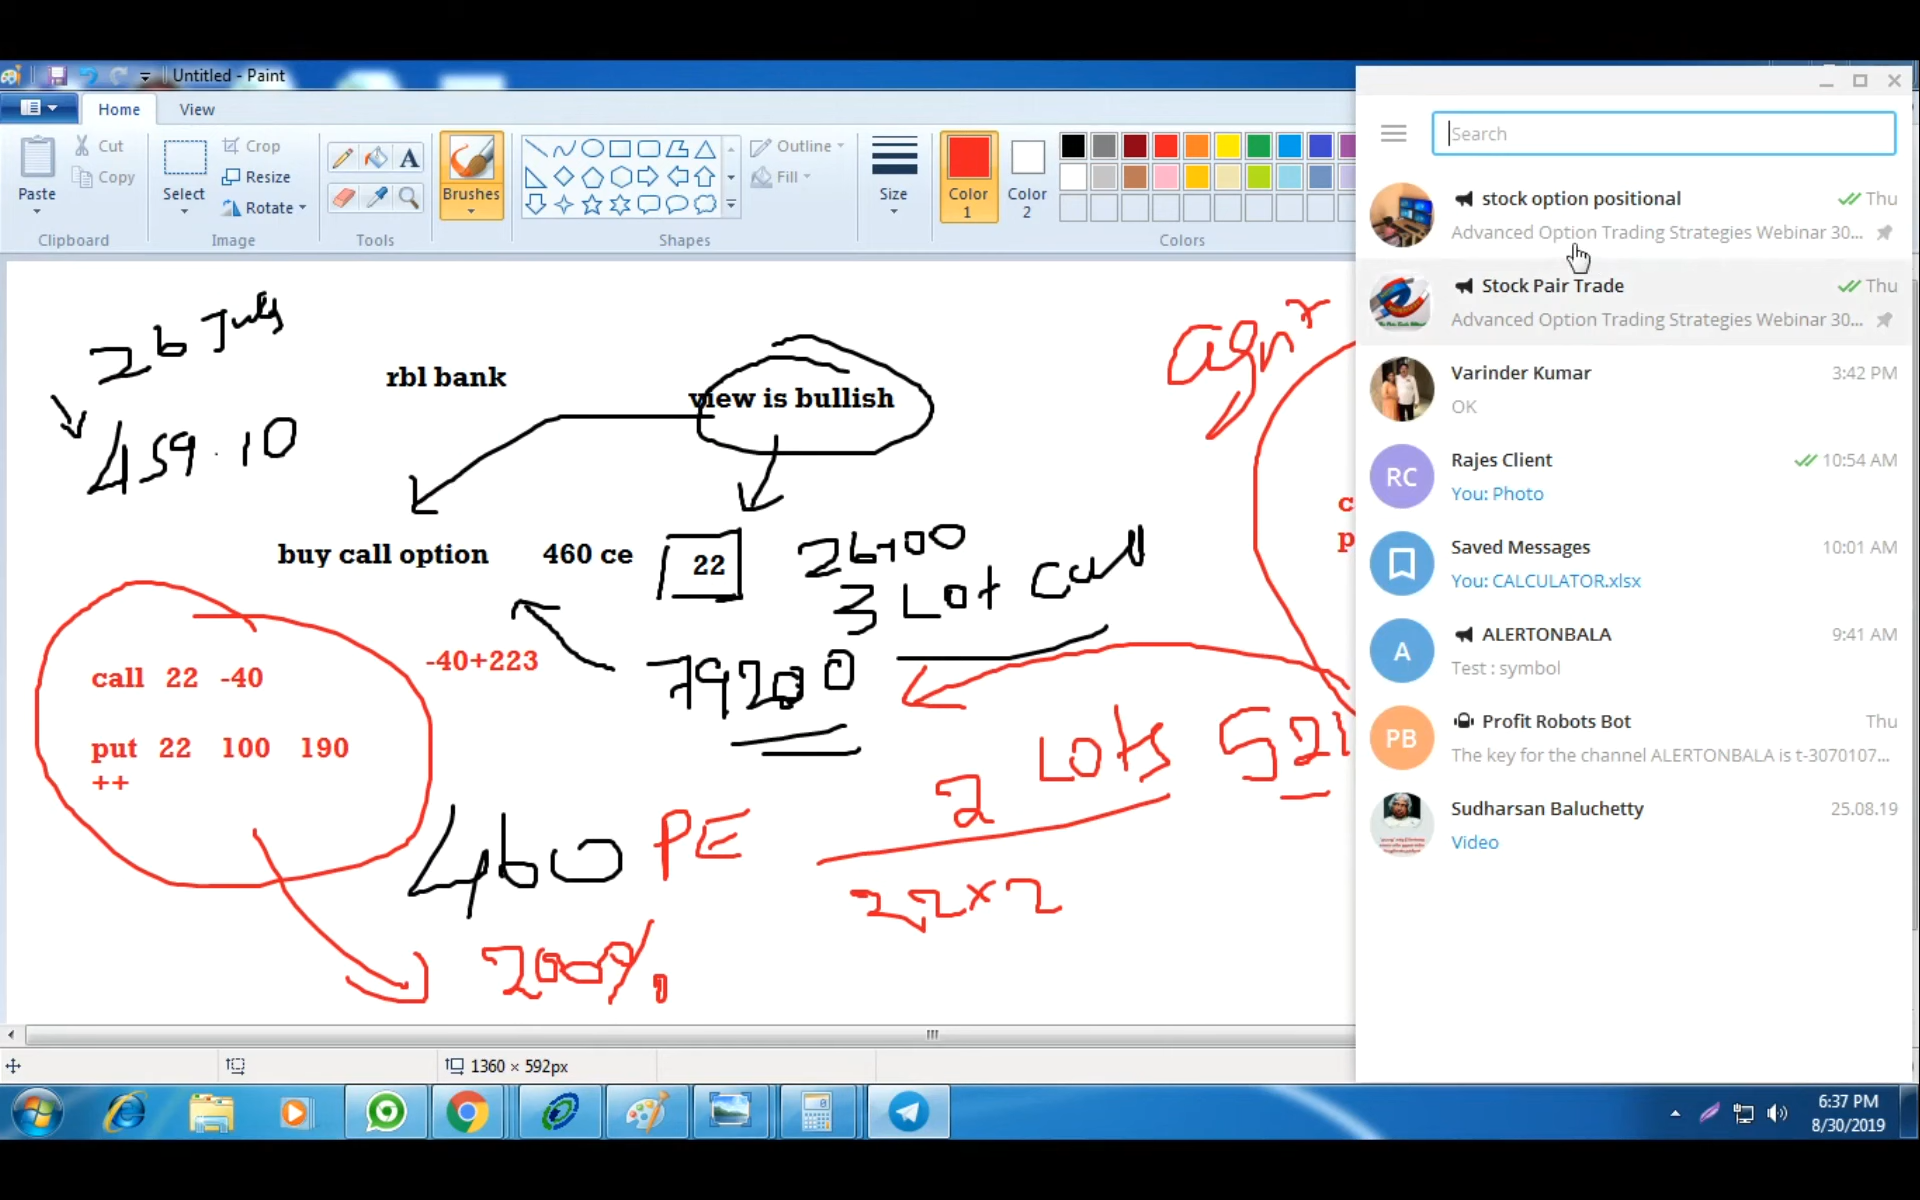 Untitled - Paint
Home
View
Paste
Cut
Copy
Clipboard
Select
Crop
Resize
Rotate
Image
A
Tools
Brushes
Shapes
Outline
Fill
Size
Color
1
Color
2
Colors
26 July
459.10
rbl bank
view is bullish
buy call option
460 ce
22
26400
3 Lot Call
79200
call 22 -40
-40+223
put 22 100 190
++
460 PE
2 Lots
22x2
200%
c
p
Search
stock option positional
Thu
Advanced Option Trading Strategies Webinar 30...
Stock Pair Trade
Thu
Advanced Option Trading Strategies Webinar 30...
Varinder Kumar
3:42 PM
OK
RC
Rajes Client
10:54 AM
You: Photo
Saved Messages
10:01 AM
You: CALCULATOR.xlsx
A
ALERTONBALA
9:41 AM
Test : symbol
PB
Profit Robots Bot
Thu
The key for the channel ALERTONBALA is t-3070107...
Sudharsan Baluchetty
25.08.19
Video
1360 × 592px
6:37 PM
8/30/2019